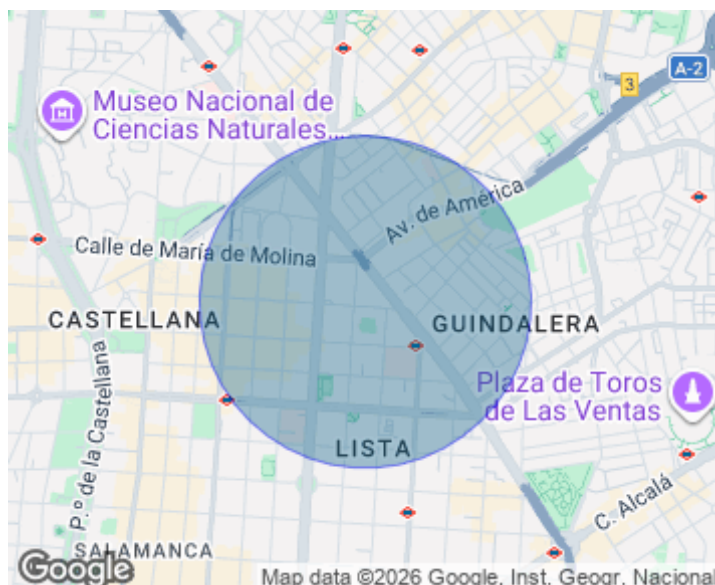 A-2
3
Museo Nacional de
Ciencias Naturales...
Av. de América
Calle de María de Molina
CASTELLANA
GUINDALERA
P.º de la Castellana
Plaza de Toros
de Las Ventas
LISTA
C. Alcalá
SALAMANCA
Google
Map data ©2026 Google, Inst. Geogr. Nacional